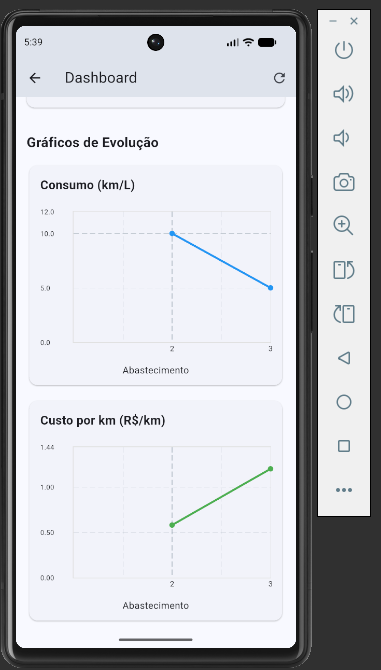 5:39
Dashboard
Gráficos de Evolução
Consumo (km/L)
12.0
10.0
5.0
0.0
2
3
Abastecimento
Custo por km (R$/km)
1.44
1.00
0.50
0.00
2
3
Abastecimento